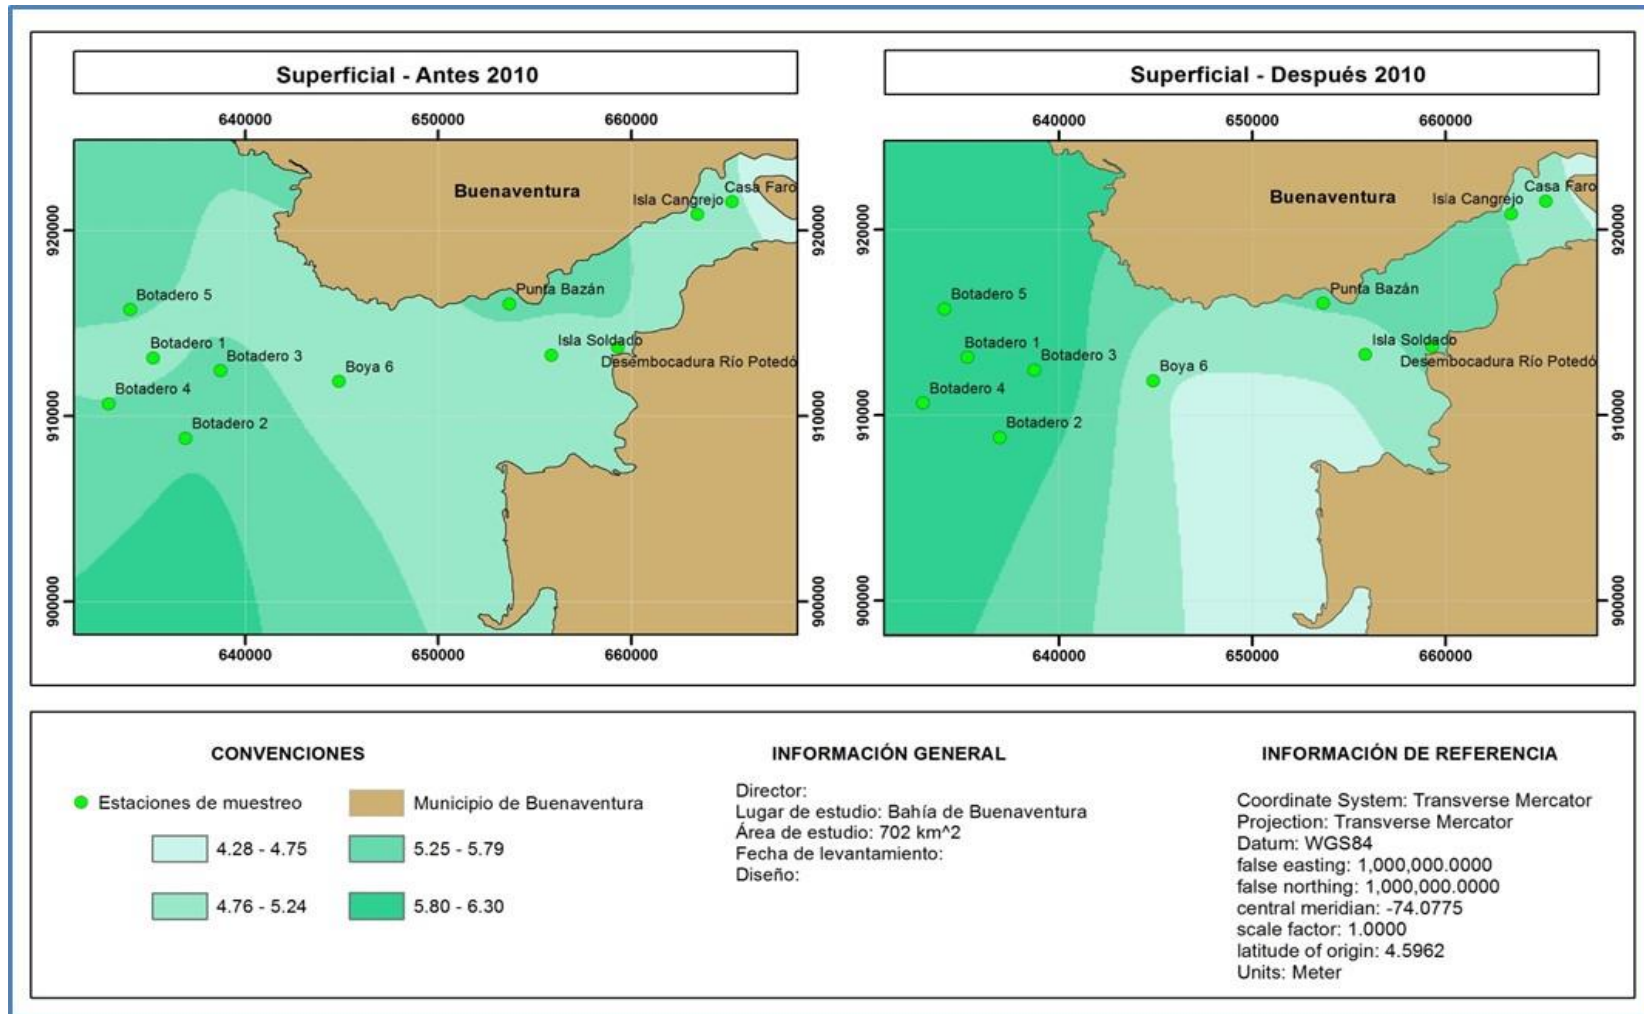 Superficial - Antes 2010
640000
650000
660000
920000
910000
900000
Buenaventura
Casa Faro
Isla Cangrejo
Punta Bazán
Botadero 5
Botadero 1
Botadero 3
Botadero 4
Botadero 2
Boya 6
Isla Soldado
Desembocadura Río Potedó
920000
910000
900000
640000
650000
660000
Superficial - Después 2010
640000
650000
660000
920000
910000
900000
Buenaventura
Casa Faro
Isla Cangrejo
Punta Bazán
Botadero 5
Botadero 1
Botadero 3
Botadero 4
Botadero 2
Boya 6
Isla Soldado
Desembocadura Río Potedó
920000
910000
900000
640000
650000
660000
CONVENCIONES
Estaciones de muestreo
Municipio de Buenaventura
4.28 - 4.75
5.25 - 5.79
4.76 - 5.24
5.80 - 6.30
INFORMACIÓN GENERAL
Director:
Lugar de estudio: Bahía de Buenaventura
Área de estudio: 702 km^2
Fecha de levantamiento:
Diseño:
INFORMACIÓN DE REFERENCIA
Coordinate System: Transverse Mercator
Projection: Transverse Mercator
Datum: WGS84
false easting: 1,000,000.0000
false northing: 1,000,000.0000
central meridian: -74.0775
scale factor: 1.0000
latitude of origin: 4.5962
Units: Meter